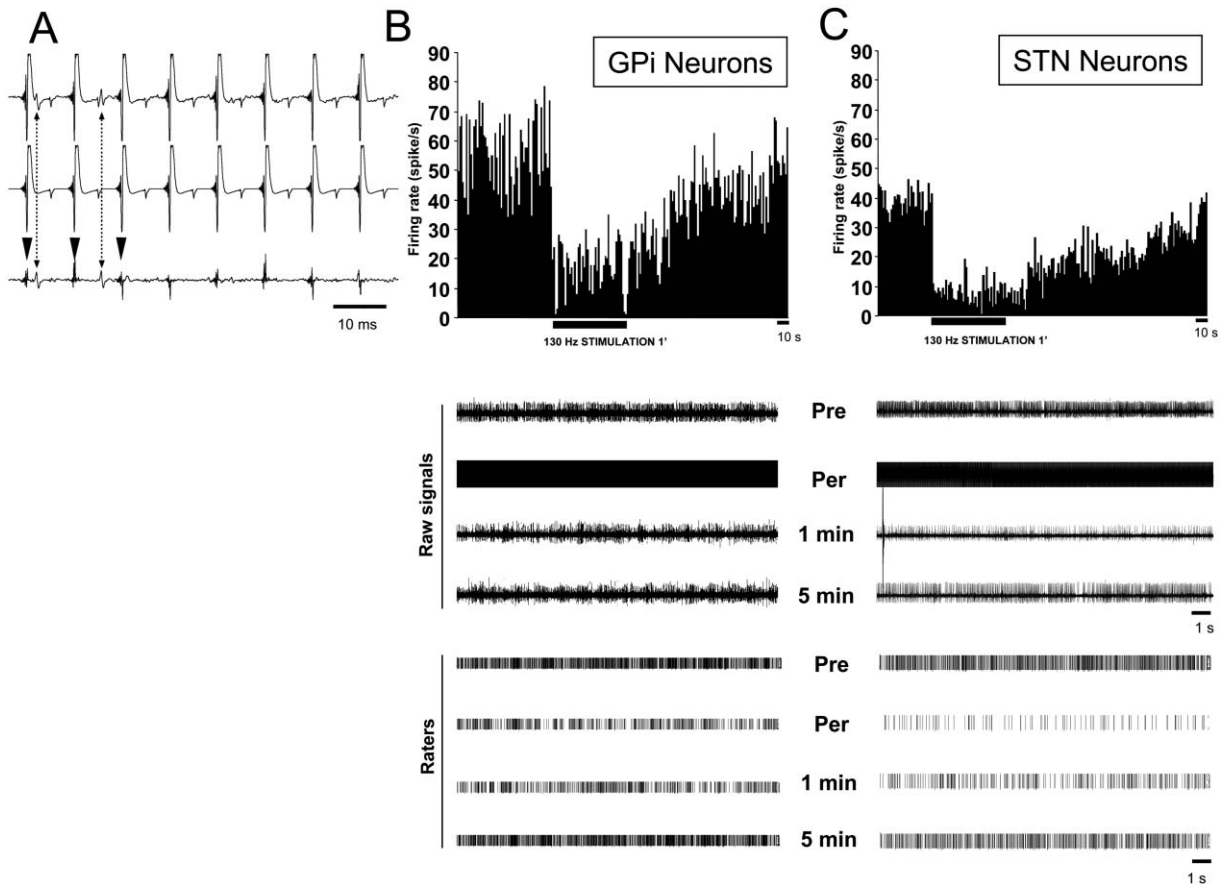 A
10 ms
B
GPi Neurons
Firing rate (spike/s)
90
80
70
60
50
40
30
20
10
0
130 Hz STIMULATION 1'
10 s
C
STN Neurons
Firing rate (spike/s)
90
80
70
60
50
40
30
20
10
0
130 Hz STIMULATION 1'
10 s
Raw signals
Pre
Per
1 min
5 min
1 s
Raters
Pre
Per
1 min
5 min
1 s